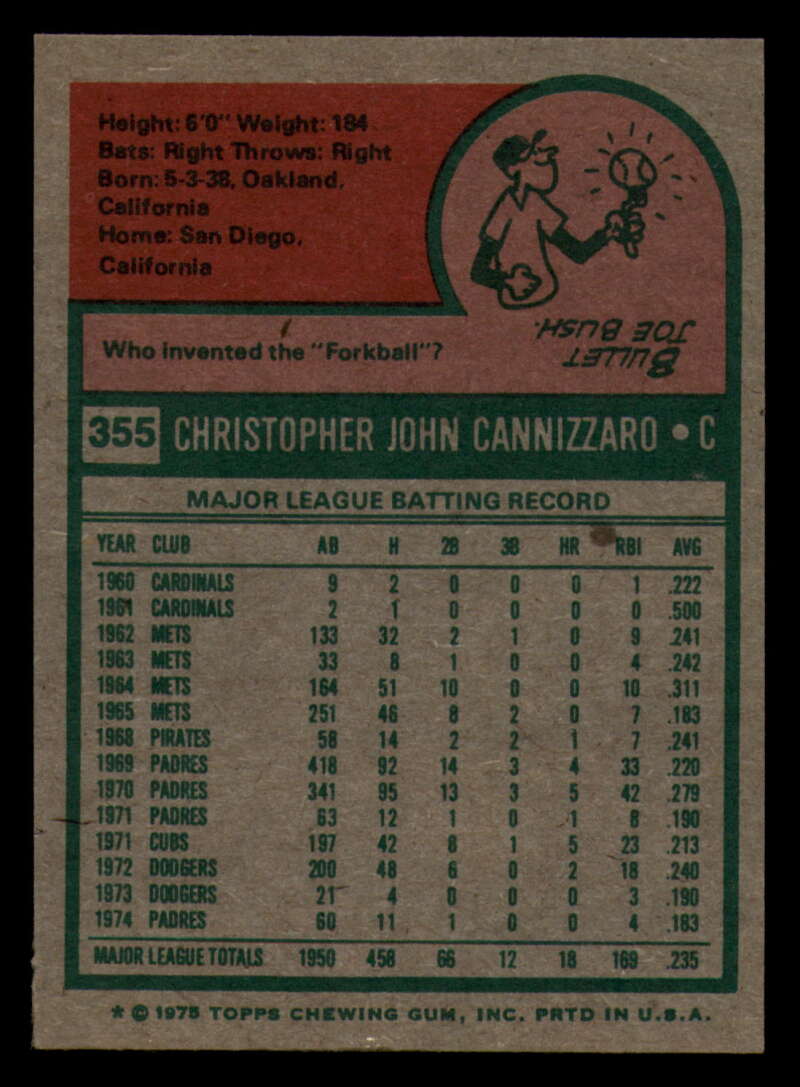 Height: 6'0" Weight: 184
Bats: Right Throws: Right
Born: 5-3-38, Oakland,
California
Home: San Diego,
California
Who invented the "Forkball"?
BULLET
JOE BUSH.
355 CHRISTOPHER JOHN CANNIZZARO • C
MAJOR LEAGUE BATTING RECORD
YEAR CLUB AB H 2B 3B HR RBI AVG
1960 CARDINALS 9 2 0 0 0 1 .222
1961 CARDINALS 2 1 0 0 0 0 .500
1962 METS 133 32 2 1 0 9 .241
1963 METS 33 8 1 0 0 4 .242
1964 METS 164 51 10 0 0 10 .311
1965 METS 251 46 8 2 0 7 .183
1968 PIRATES 58 14 2 2 1 7 .241
1969 PADRES 418 92 14 3 4 33 .220
1970 PADRES 341 95 13 3 5 42 .279
1971 PADRES 63 12 1 0 1 8 .190
1971 CUBS 197 42 8 1 5 23 .213
1972 DODGERS 200 48 6 0 2 18 .240
1973 DODGERS 21 4 0 0 0 3 .190
1974 PADRES 60 11 1 0 0 4 .183
MAJOR LEAGUE TOTALS 1950 458 66 12 18 169 .235
* © 1975 TOPPS CHEWING GUM, INC. PRTD IN U.S.A.